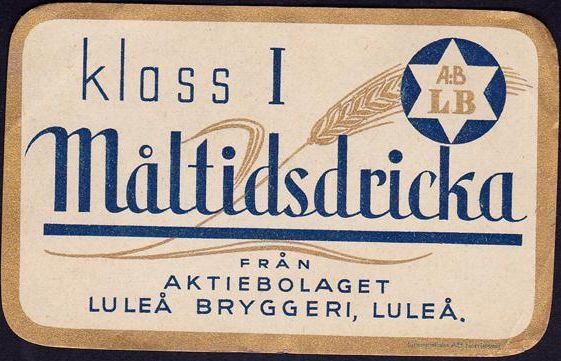 klass I
A-B
LB
Måltidsdricka
FRÅN
AKTIEBOLAGET
LULEÅ BRYGGERI, LULEÅ.